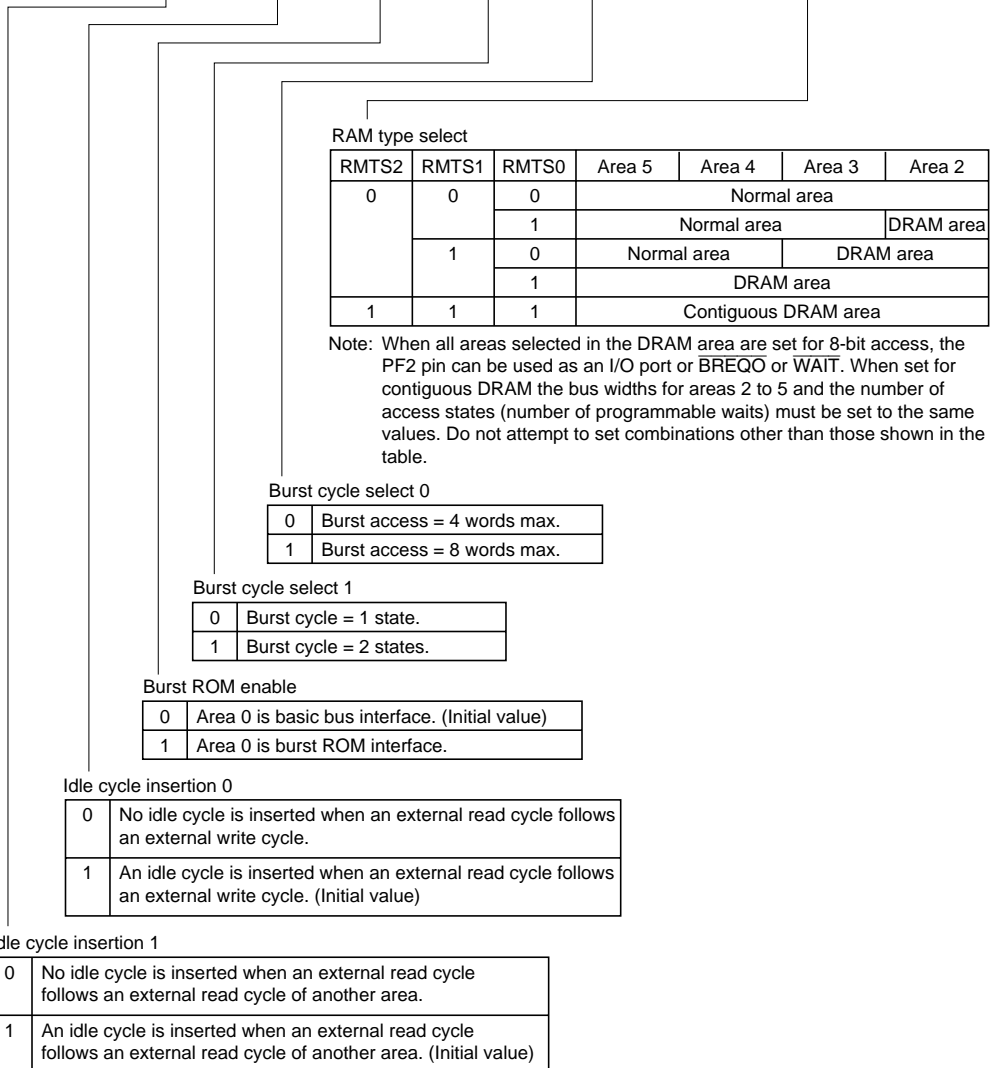 RAM type select
RMTS2 RMTS1 RMTS0 Area 5 Area 4 Area 3 Area 2
0 0 0 Normal area
1 Normal area DRAM area
1 0 Normal area DRAM area
1 DRAM area
1 1 1 Contiguous DRAM area
Note: When all areas selected in the DRAM area are set for 8-bit access, the
PF2 pin can be used as an I/O port or BREQO or WAIT. When set for
contiguous DRAM the bus widths for areas 2 to 5 and the number of
access states (number of programmable waits) must be set to the same
values. Do not attempt to set combinations other than those shown in the
table.
Burst cycle select 0
0 Burst access = 4 words max.
1 Burst access = 8 words max.
Burst cycle select 1
0 Burst cycle = 1 state.
1 Burst cycle = 2 states.
Burst ROM enable
0 Area 0 is basic bus interface. (Initial value)
1 Area 0 is burst ROM interface.
Idle cycle insertion 0
0 No idle cycle is inserted when an external read cycle follows
an external write cycle.
1 An idle cycle is inserted when an external read cycle follows
an external write cycle. (Initial value)
dle cycle insertion 1
0 No idle cycle is inserted when an external read cycle
follows an external read cycle of another area.
1 An idle cycle is inserted when an external read cycle
follows an external read cycle of another area. (Initial value)